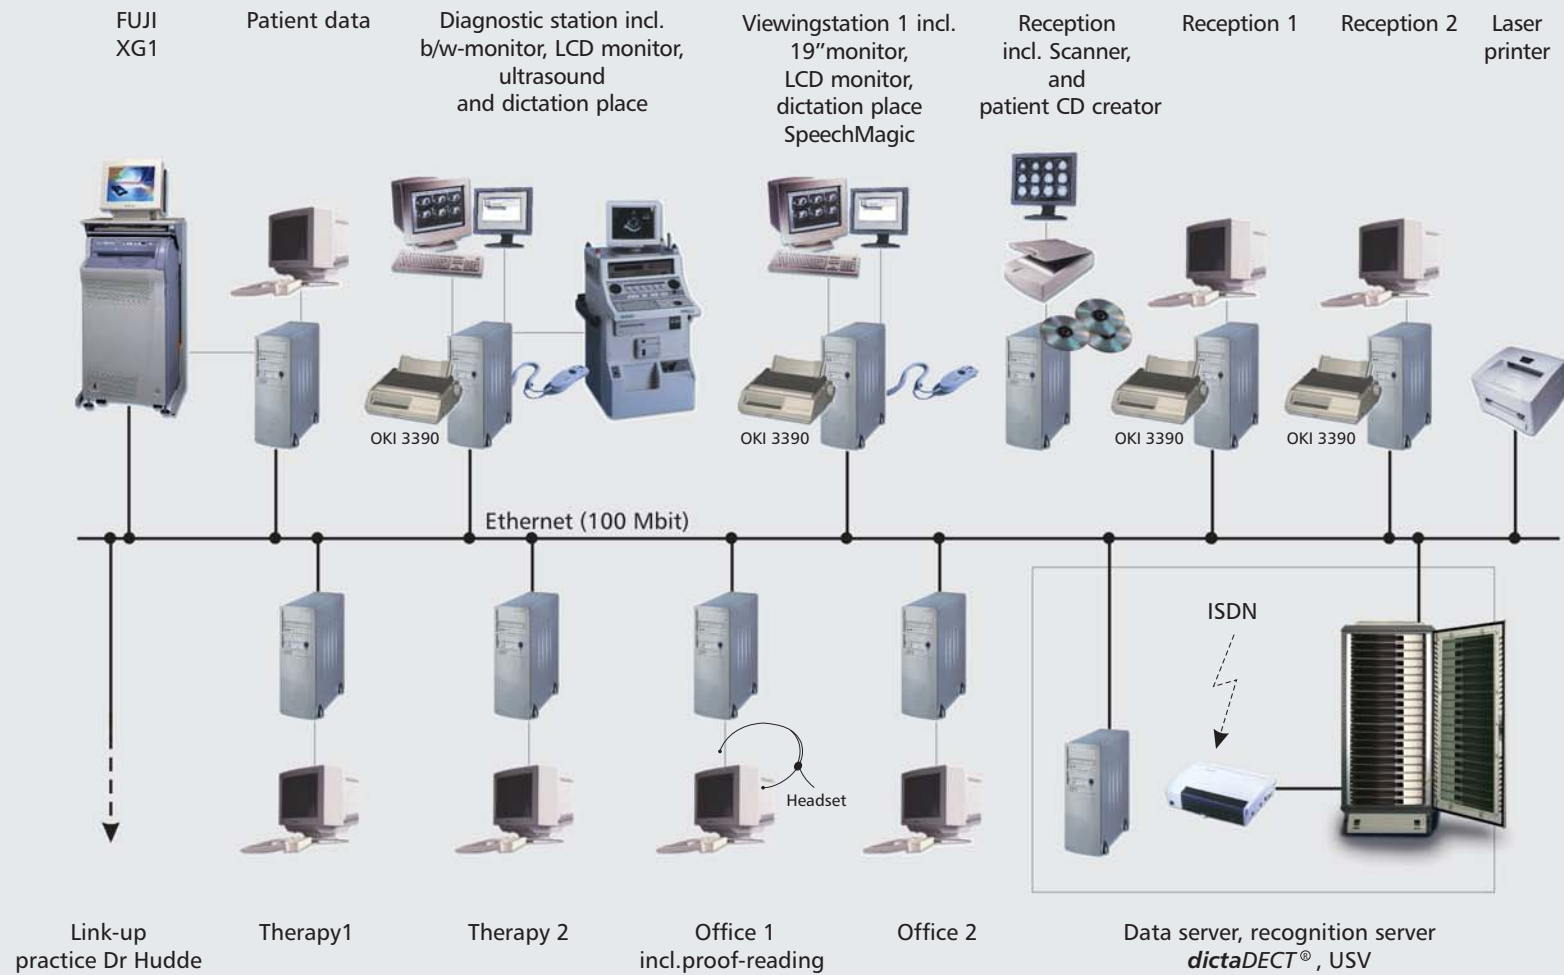 FUJI
XG1
Patient data
Diagnostic station incl.
b/w-monitor, LCD monitor,
ultrasound
and dictation place
Viewingstation 1 incl.
19’’monitor,
LCD monitor,
dictation place
SpeechMagic
Reception
incl. Scanner,
and
patient CD creator
Reception 1
Reception 2
Laser
printer
OKI 3390
OKI 3390
OKI 3390
OKI 3390
Ethernet (100 Mbit)
ISDN
Headset
Link-up
practice Dr Hudde
Therapy1
Therapy 2
Office 1
incl.proof-reading
Office 2
Data server, recognition server
dictaDECT® , USV